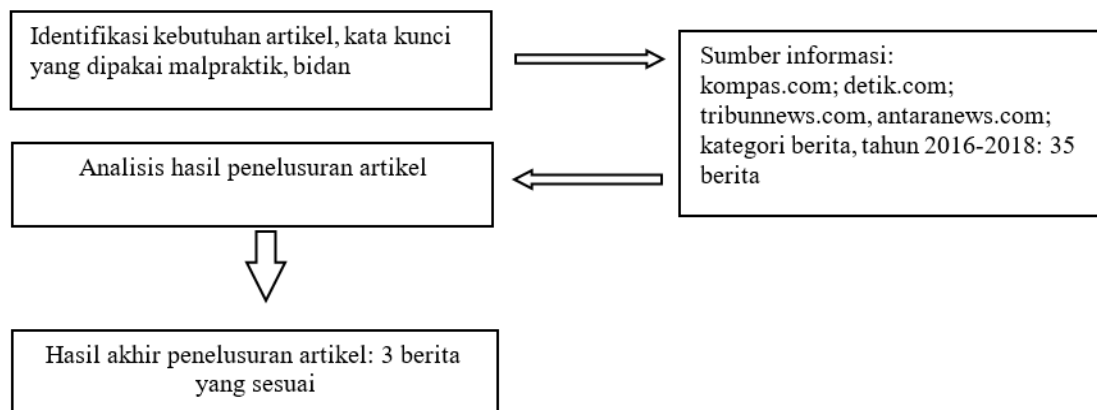 Identifikasi kebutuhan artikel, kata kunci
yang dipakai malpraktik, bidan
Sumber informasi:
kompas.com; detik.com;
tribunnews.com, antaranews.com;
kategori berita, tahun 2016-2018: 35
berita
Analisis hasil penelusuran artikel
Hasil akhir penelusuran artikel: 3 berita
yang sesuai